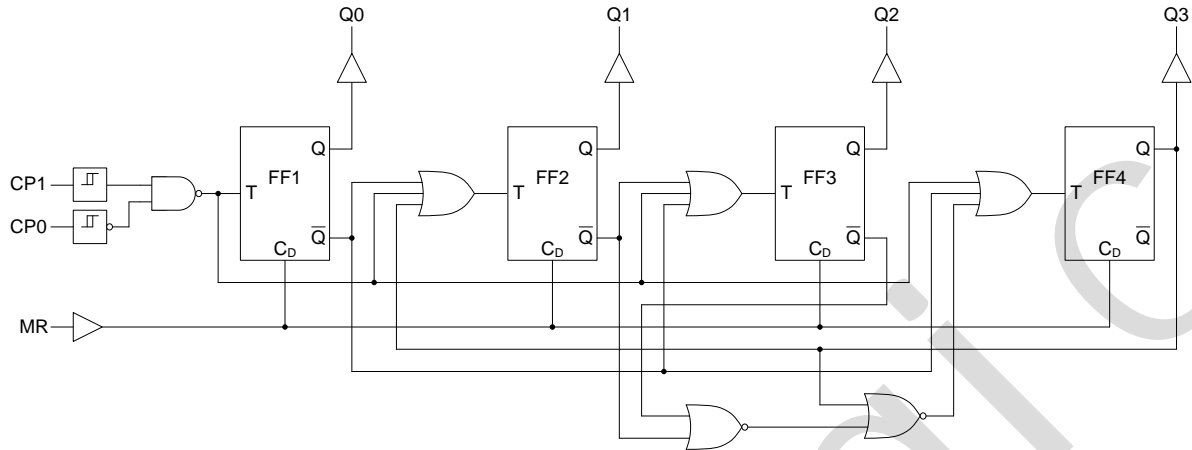 Q0 Q1 Q2 Q3
Q Q Q Q
CP1 T FF1 T FF2 T FF3 T FF4
CP0
Q̅ Q̅ Q̅ Q̅
CD CD CD CD
MR